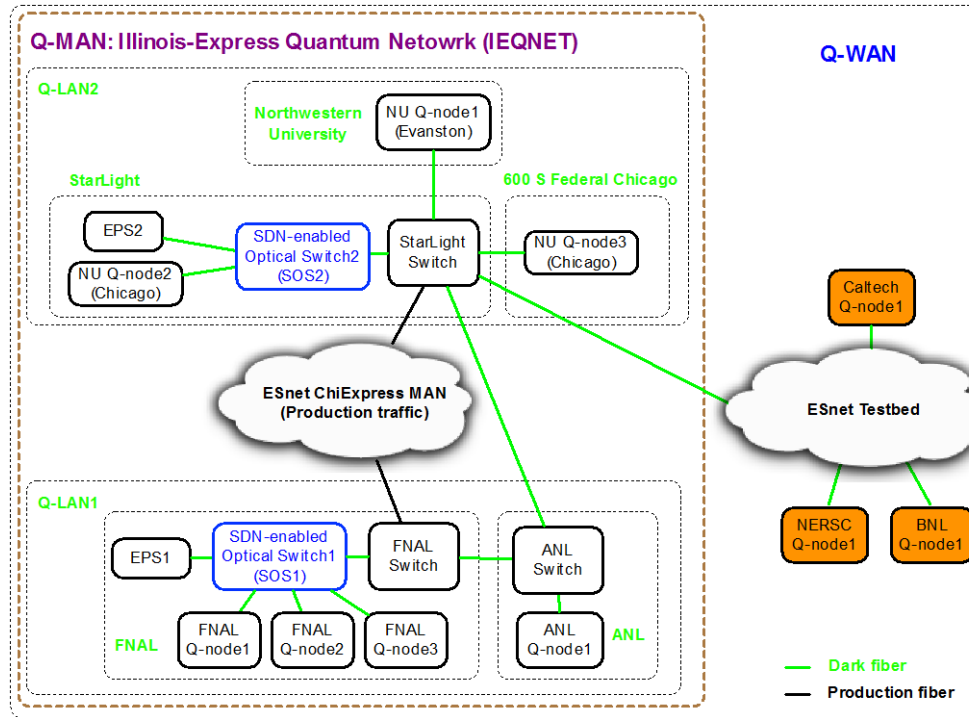 Q-MAN: Illinois-Express Quantum Netowrk (IEQNET)
Q-WAN
Q-LAN2
Northwestern
University
NU Q-node1
(Evanston)
StarLight
600 S Federal Chicago
EPS2
NU Q-node2
(Chicago)
SDN-enabled
Optical Switch2
(SOS2)
StarLight
Switch
NU Q-node3
(Chicago)
Caltech
Q-node1
ESnet ChiExpress MAN
(Production traffic)
ESnet Testbed
NERSC
Q-node1
BNL
Q-node1
Q-LAN1
EPS1
SDN-enabled
Optical Switch1
(SOS1)
FNAL
Switch
ANL
Switch
FNAL
FNAL
Q-node1
FNAL
Q-node2
FNAL
Q-node3
ANL
Q-node1
ANL
Dark fiber
Production fiber